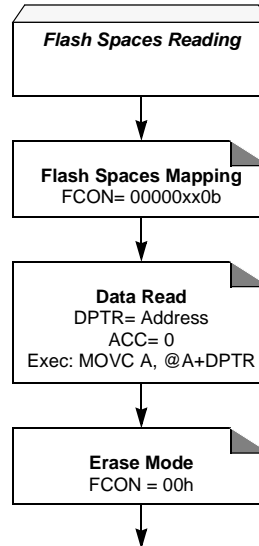 Flash Spaces Reading
Flash Spaces Mapping
FCON= 00000xx0b
Data Read
DPTR= Address
ACC= 0
Exec: MOVC A, @A+DPTR
Erase Mode
FCON = 00h